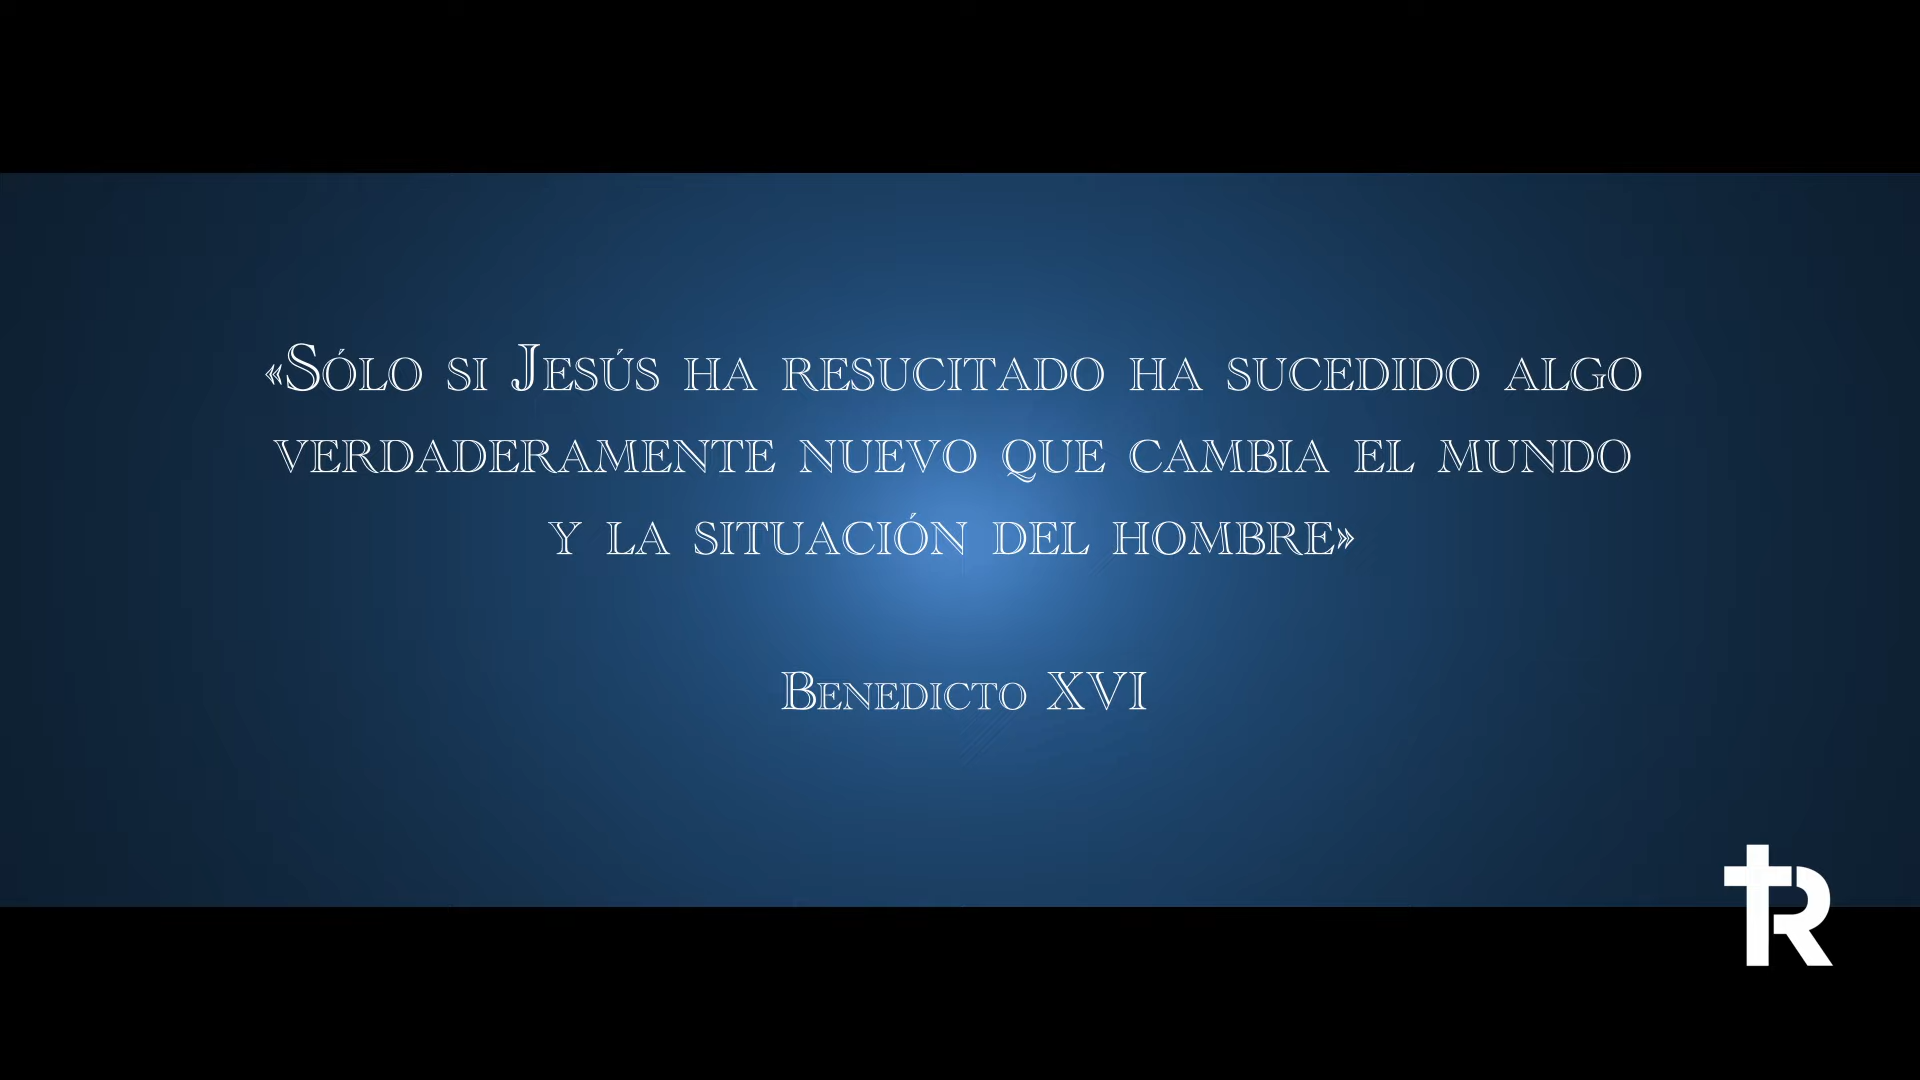 «Sólo si Jesús ha resucitado ha sucedido algo
verdaderamente nuevo que cambia el mundo
y la situación del hombre»
Benedicto XVI
TR